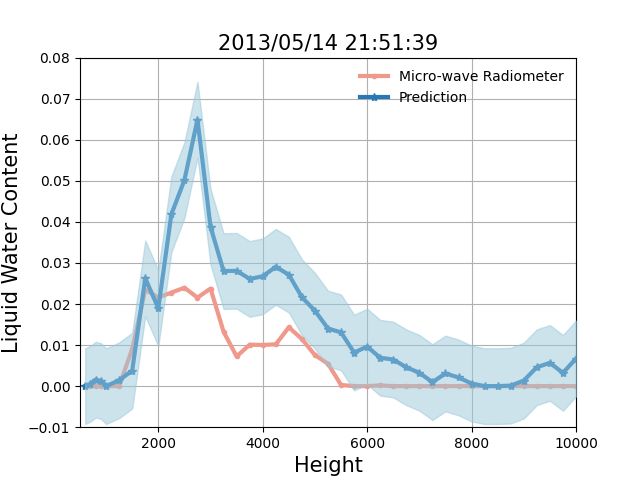 2013/05/14 21:51:39
Liquid Water Content
0.08
0.07
0.06
0.05
0.04
0.03
0.02
0.01
0.00
−0.01
Micro-wave Radiometer
Prediction
2000 4000 6000 8000 10000
Height